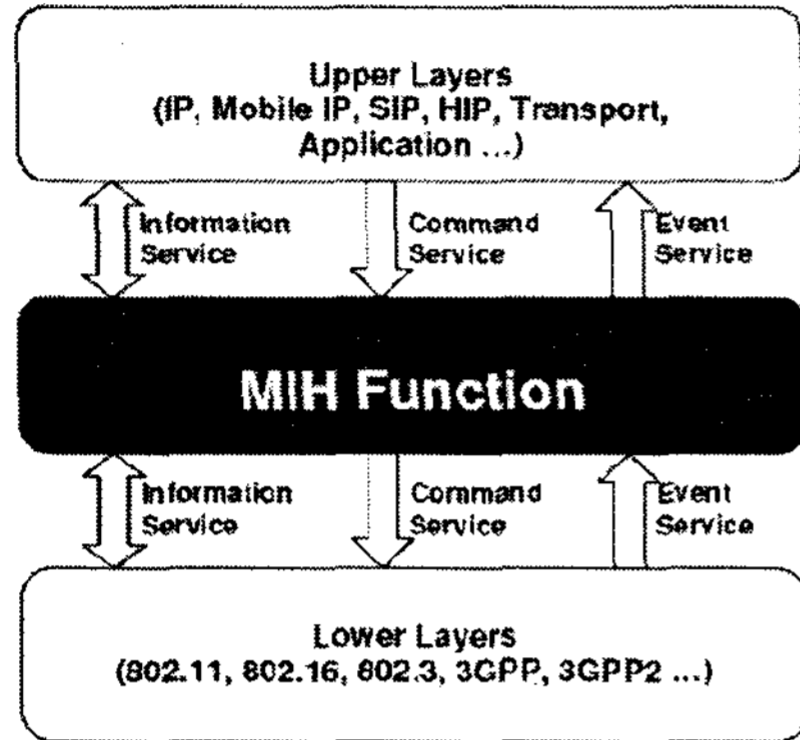 Upper Layers
(IP, Mobile IP, SIP, HIP, Transport,
Application ...)
Information
Service
Command
Service
Event
Service
MIH Function
Information
Service
Command
Service
Event
Service
Lower Layers
(802.11, 802.16, 802.3, 3GPP, 3GPP2 ...)